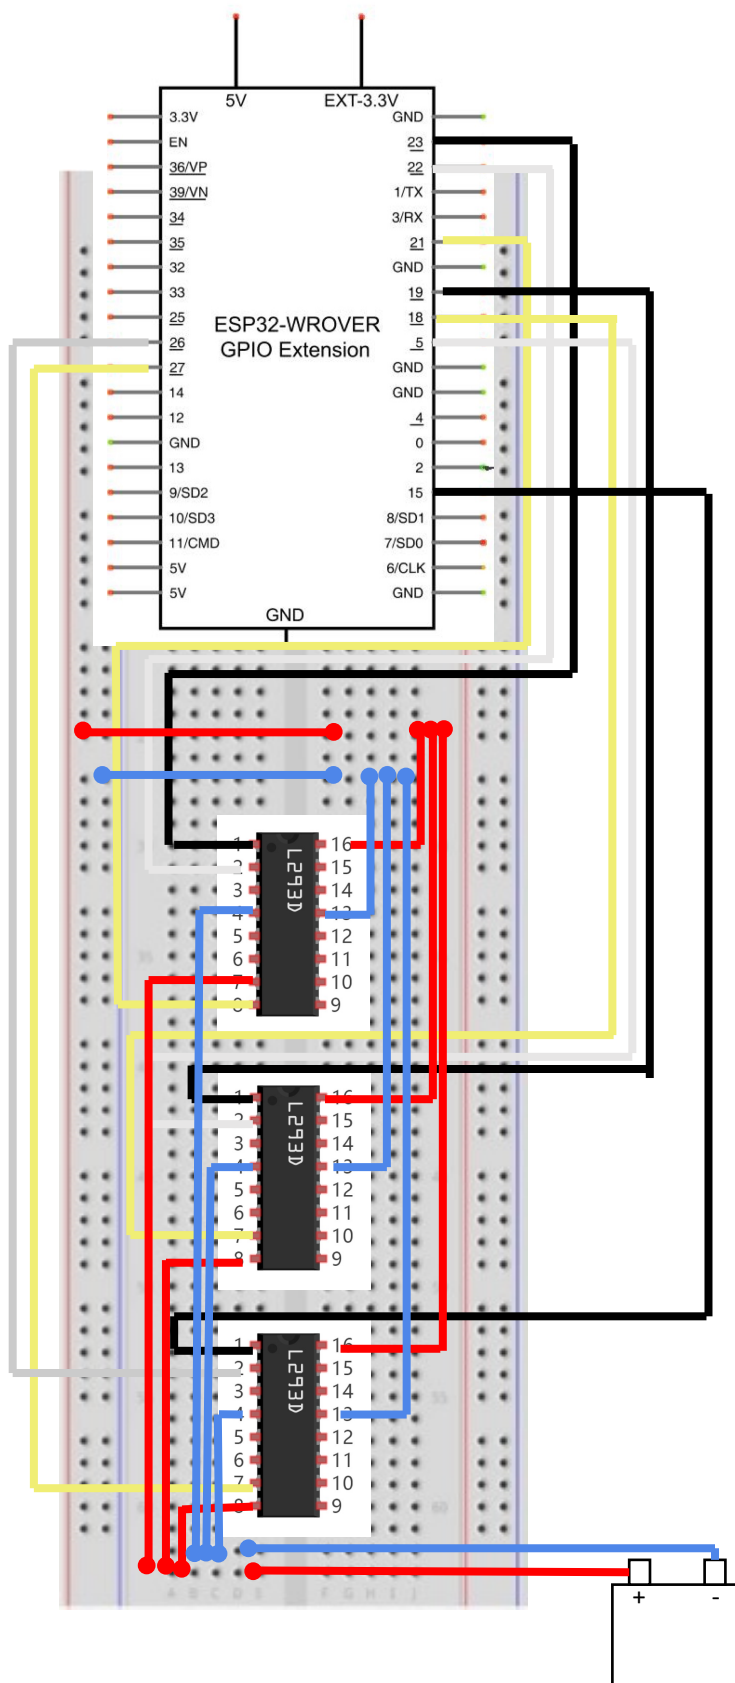 5V EXT-3.3V
3.3V GND
EN 23
36/VP 22
39/VN 1/TX
34 3/RX
35 21
32 GND
33 19
25 18
ESP32-WROVER
26 5
GPIO Extension
27 GND
14 GND
12 4
GND 0
13 2
9/SD2 15
10/SD3 8/SD1
11/CMD 7/SD0
5V 6/CLK
5V GND
GND
1 16
2 15
3 14
4 13
5 12
6 11
7 10
8 9
L293D
1 16
2 15
3 14
4 13
5 12
6 11
7 10
8 9
L293D
1 16
2 15
3 14
4 13
5 12
6 11
7 10
8 9
L293D
55
60
A B C D E F G H I J
+ -